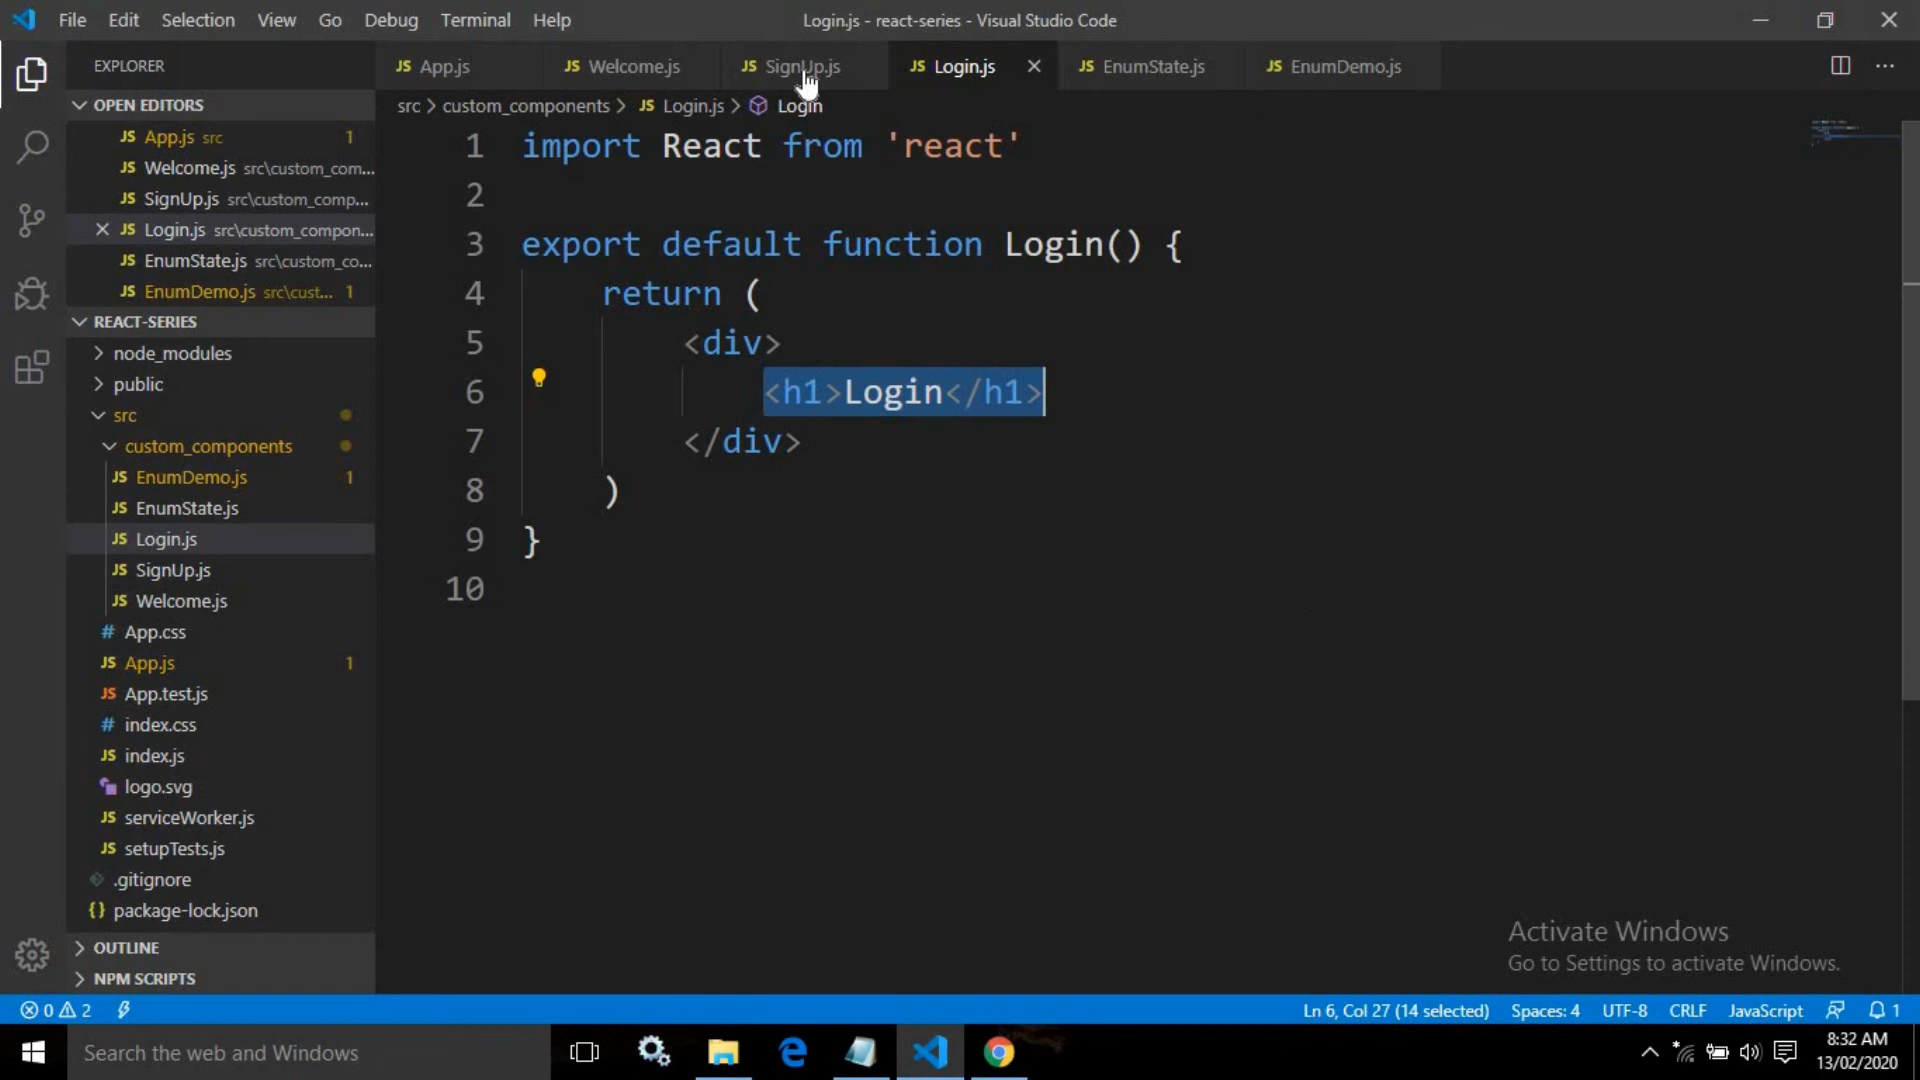 File Edit Selection View Go Debug Terminal Help
Login.js - react-series - Visual Studio Code
EXPLORER
JS App.js JS Welcome.js JS SignUp.js JS Login.js JS EnumState.js JS EnumDemo.js
src > custom_components > JS Login.js > Login
OPEN EDITORS
JS App.js src 1
JS Welcome.js src\custom_com...
JS SignUp.js src\custom_comp...
JS Login.js src\custom_compon...
JS EnumState.js src\custom_co...
JS EnumDemo.js src\cust... 1
REACT-SERIES
node_modules
public
src
custom_components
JS EnumDemo.js 1
JS EnumState.js
JS Login.js
JS SignUp.js
JS Welcome.js
# App.css
JS App.js 1
JS App.test.js
# index.css
JS index.js
logo.svg
JS serviceWorker.js
JS setupTests.js
.gitignore
{} package-lock.json
OUTLINE
NPM SCRIPTS
1 import React from 'react'
2
3 export default function Login() {
4 return (
5 <div>
6 <h1>Login</h1>
7 </div>
8 )
9 }
10
Activate Windows
Go to Settings to activate Windows.
0 2 Ln 6, Col 27 (14 selected) Spaces: 4 UTF-8 CRLF JavaScript 1
Search the web and Windows
8:32 AM
13/02/2020